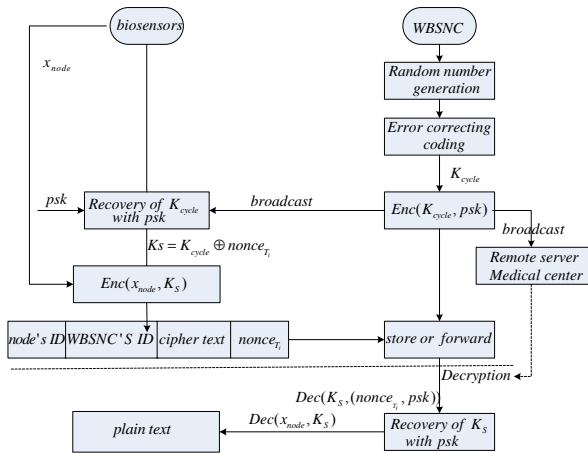 biosensors
WBSNC
x_node
Random number
generation
Error correcting
coding
K_cycle
psk
Recovery of K_cycle
with psk
broadcast
Enc(K_cycle, psk)
broadcast
Ks = K_cycle ⊕ nonce_Ti
Remote server
Medical center
Enc(x_node, K_S)
node's ID
WBSNC'S ID
cipher text
nonce_Ti
store or forward
Decryption
Dec(K_S, (nonce_Ti, psk))
plain text
Dec(x_node, K_S)
Recovery of K_S
with psk